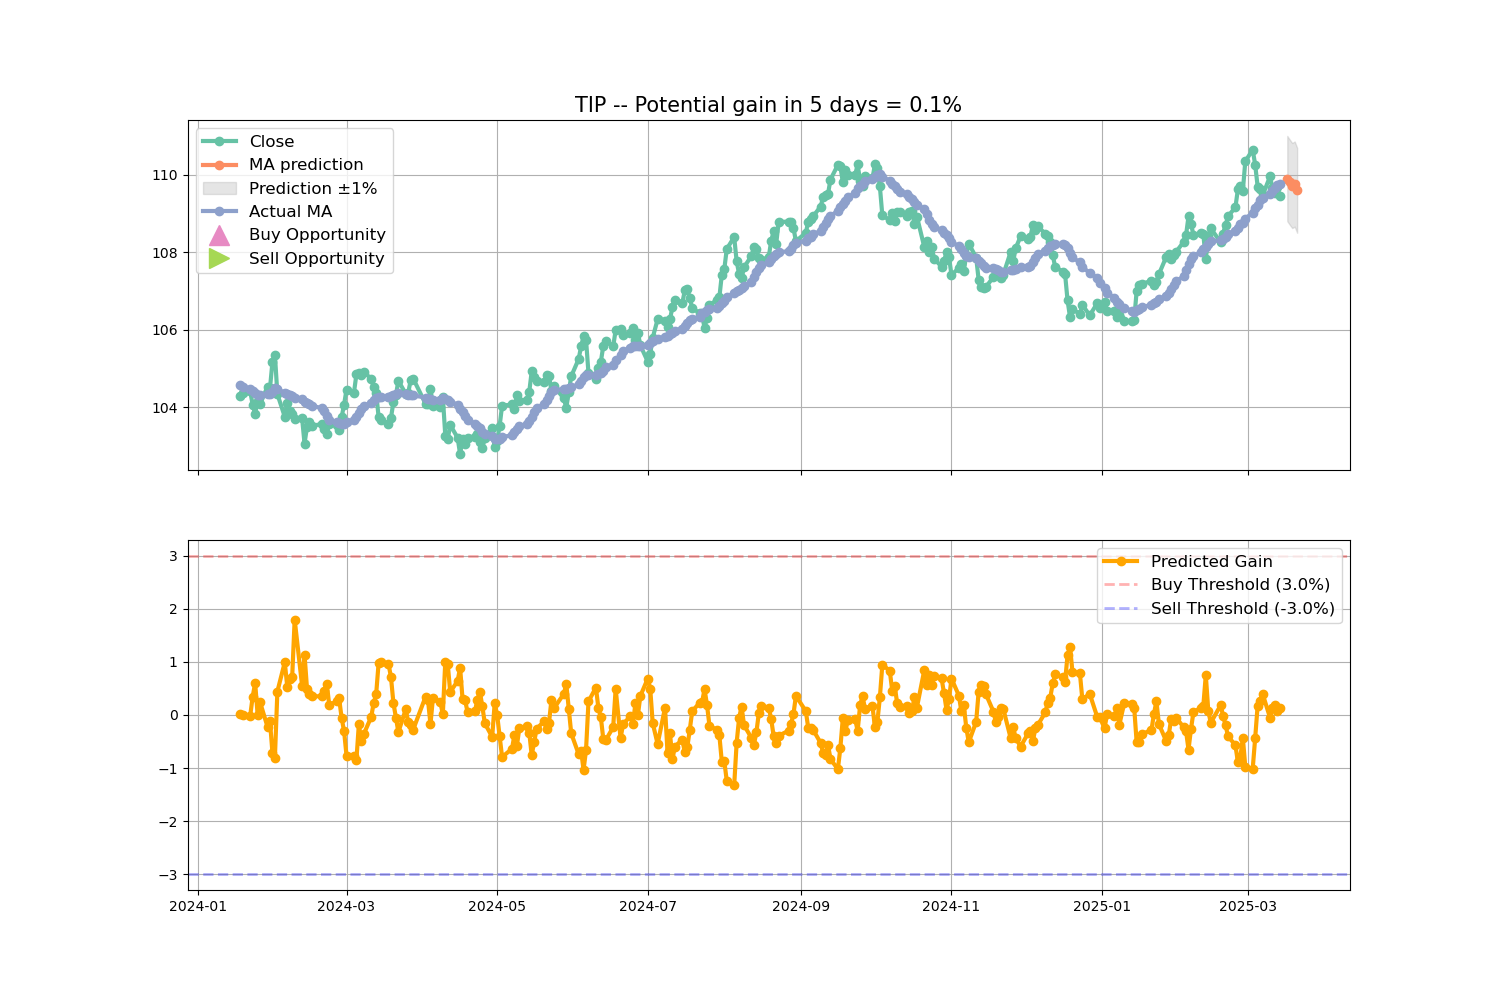 TIP -- Potential gain in 5 days = 0.1%
Close
MA prediction
Prediction ±1%
Actual MA
Buy Opportunity
Sell Opportunity
110
108
106
104
Predicted Gain
Buy Threshold (3.0%)
Sell Threshold (-3.0%)
3
2
1
0
−1
−2
−3
2024-01
2024-03
2024-05
2024-07
2024-09
2024-11
2025-01
2025-03